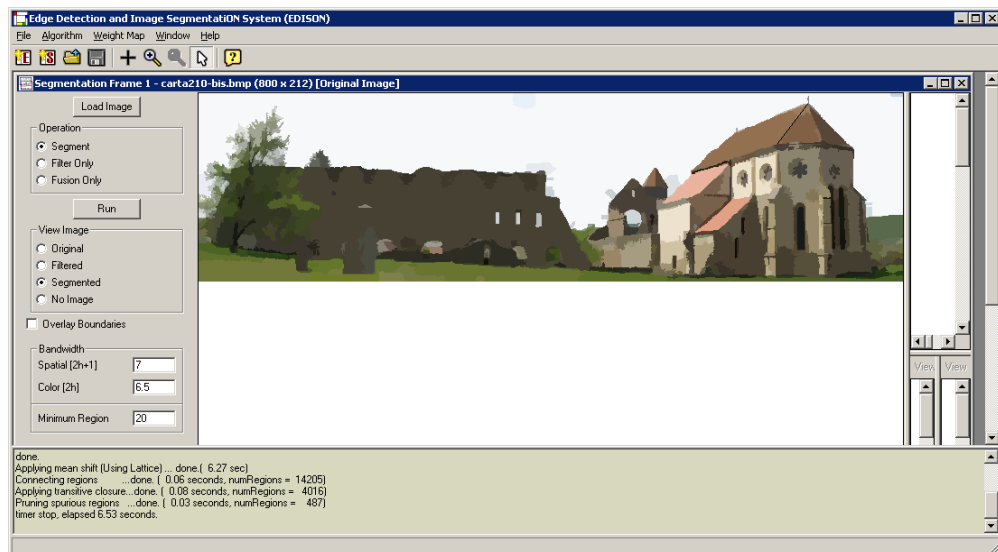 Edge Detection and Image SegmentatiON System (EDISON)
File Algorithm Weight Map Window Help
Segmentation Frame 1 - carta210-bis.bmp (800 x 212) [Original Image]
Load Image
Operation
Segment
Filter Only
Fusion Only
Run
View Image
Original
Filtered
Segmented
No Image
Overlay Boundaries
Bandwidth
Spatial [2h+1] 7
Color [2h] 6.5
Minimum Region 20
View View
done.
Applying mean shift (Using Lattice) ... done.( 6.27 sec)
Connecting regions ...done. ( 0.06 seconds, numRegions = 14205)
Applying transitive closure...done. ( 0.08 seconds, numRegions = 4016)
Pruning spurious regions ...done. ( 0.03 seconds, numRegions = 487)
timer stop, elapsed 6.53 seconds.